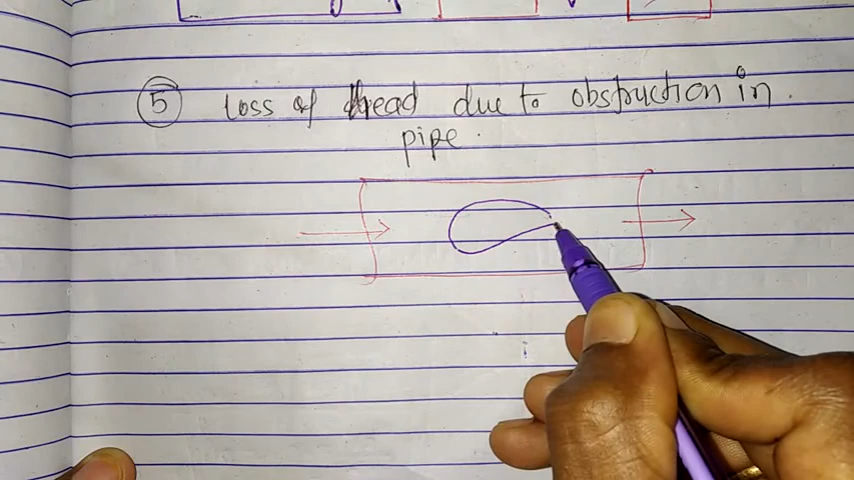 ⑤ Loss of head due to obstruction in
pipe.